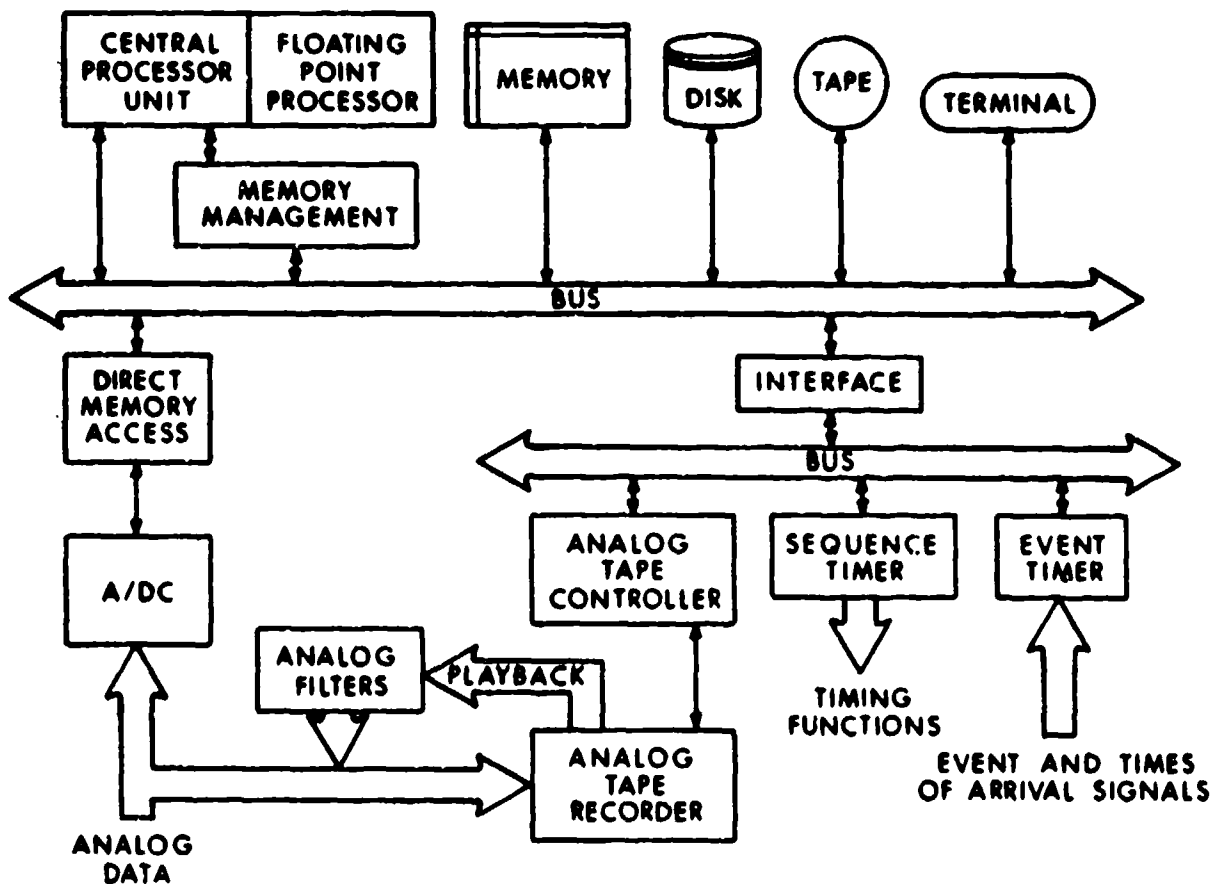 CENTRAL
PROCESSOR
UNIT
FLOATING
POINT
PROCESSOR
MEMORY
DISK
TAPE
TERMINAL
MEMORY
MANAGEMENT
BUS
DIRECT
MEMORY
ACCESS
INTERFACE
BUS
A/DC
ANALOG
TAPE
CONTROLLER
SEQUENCE
TIMER
EVENT
TIMER
ANALOG
FILTERS
PLAYBACK
TIMING
FUNCTIONS
ANALOG
TAPE
RECORDER
EVENT AND TIMES
OF ARRIVAL SIGNALS
ANALOG
DATA